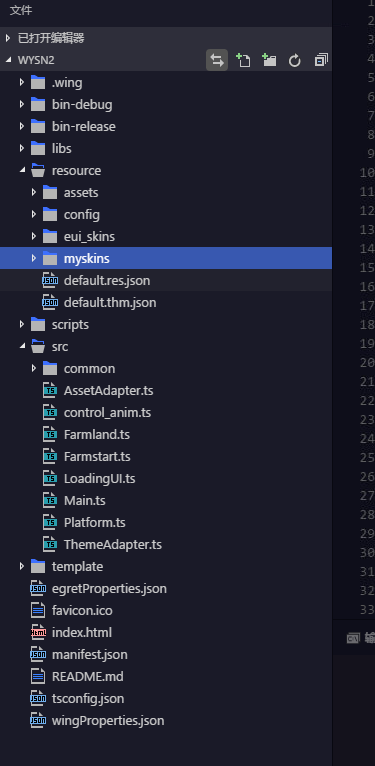 文件
1
已打开编辑器
2
3
WYSN2
4
.wing
5
bin-debug
6
bin-release
7
8
libs
9
resource
10
assets
11
config
12
eui_skins
13
myskins
14
default.res.json
15
16
default.thm.json
17
scripts
18
src
19
common
20
AssetAdapter.ts
21
control_anim.ts
22
Farmland.ts
23
24
Farmstart.ts
25
LoadingUI.ts
26
Main.ts
27
Platform.ts
28
ThemeAdapter.ts
29
template
30
egretProperties.json
31
32
favicon.ico
33
index.html
输
manifest.json
README.md
tsconfig.json
wingProperties.json